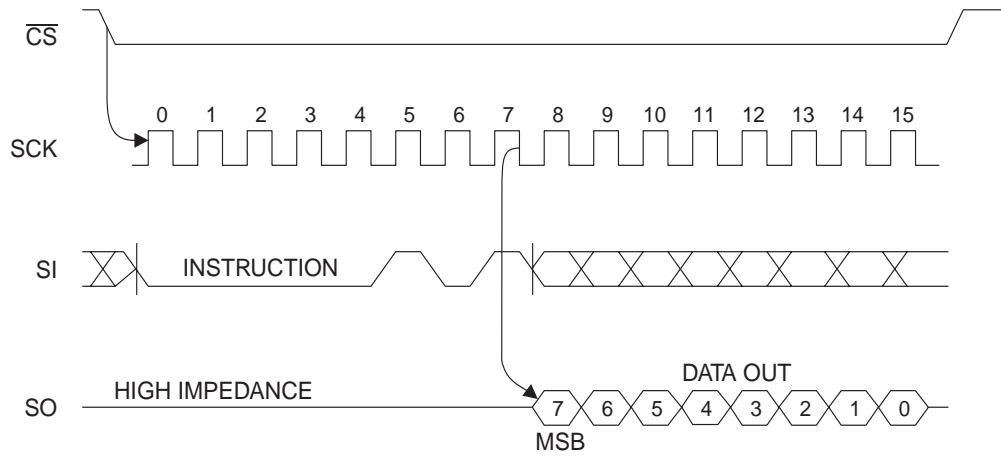 CS
0 1 2 3 4 5 6 7 8 9 10 11 12 13 14 15
SCK
SI
INSTRUCTION
HIGH IMPEDANCE
DATA OUT
SO
7 6 5 4 3 2 1 0
MSB